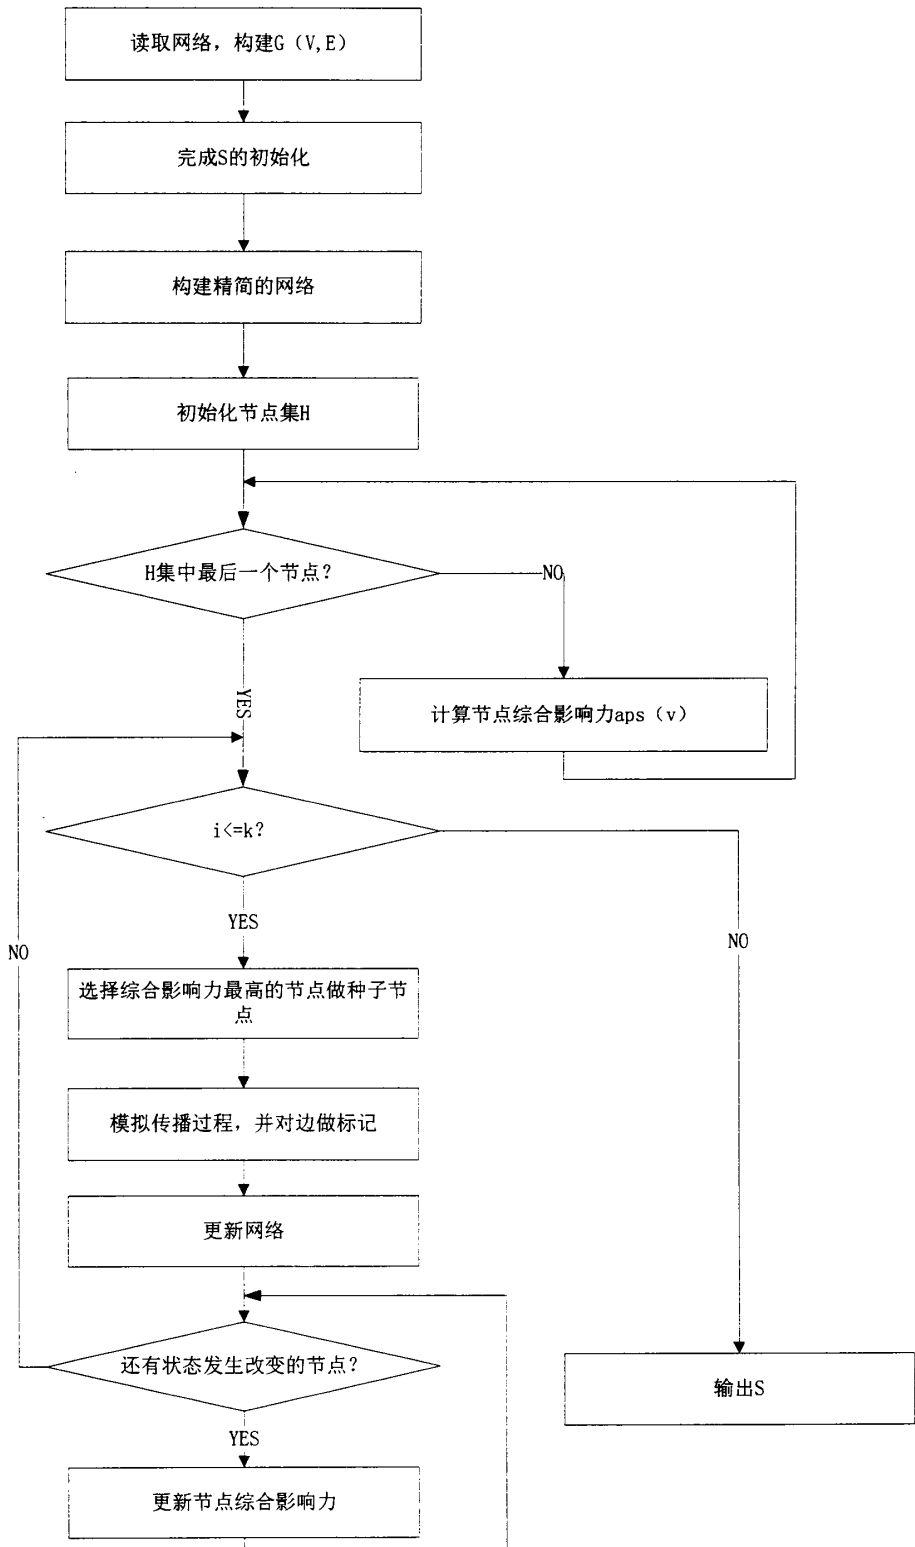 读取网络，构建G（V,E）
完成S的初始化
构建精简的网络
初始化节点集H
H集中最后一个节点？
NO
YES
计算节点综合影响力aps（v）
i<=k?
YES
NO
NO
选择综合影响力最高的节点做种子节
点
模拟传播过程，并对边做标记
更新网络
还有状态发生改变的节点？
输出S
YES
更新节点综合影响力